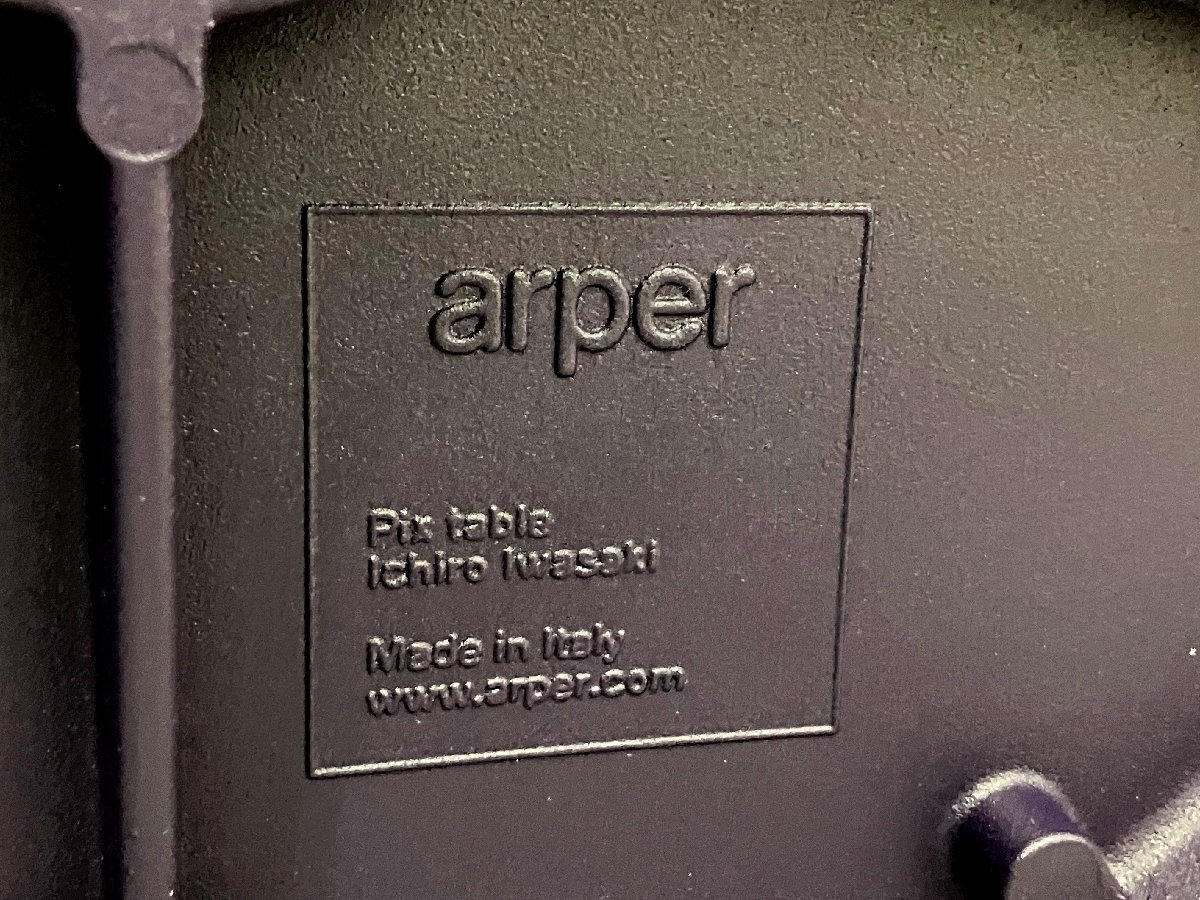 arper
Pix table
Ichiro Iwasaki
Made in Italy
www.arper.com